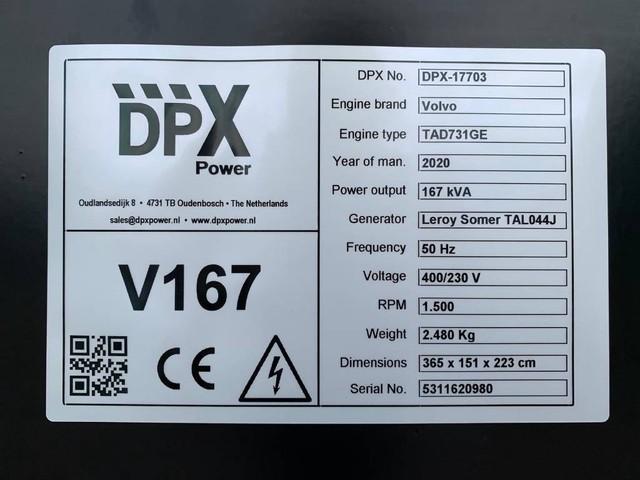 DPX
Power
Oudlandsedijk 8 • 4731 TB Oudenbosch • The Netherlands
sales@dpxpower.nl • www.dpxpower.nl
V167
CE
DPX No. DPX-17703
Engine brand Volvo
Engine type TAD731GE
Year of man. 2020
Power output 167 kVA
Generator Leroy Somer TAL044J
Frequency 50 Hz
Voltage 400/230 V
RPM 1.500
Weight 2.480 Kg
Dimensions 365 x 151 x 223 cm
Serial No. 5311620980